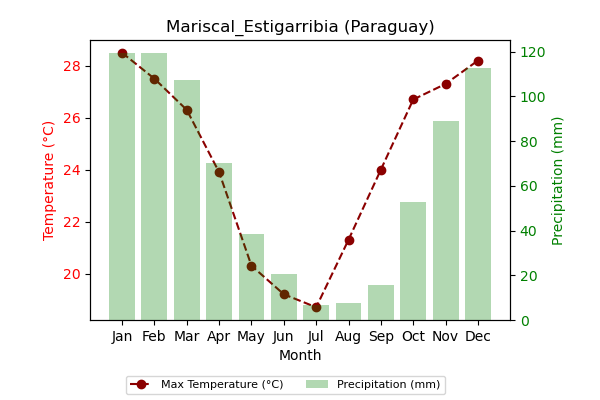 Mariscal_Estigarribia (Paraguay)
Temperature (°C)
28
26
24
22
20
Precipitation (mm)
120
100
80
60
40
20
0
Jan Feb Mar Apr May Jun Jul Aug Sep Oct Nov Dec
Month
Max Temperature (°C) Precipitation (mm)